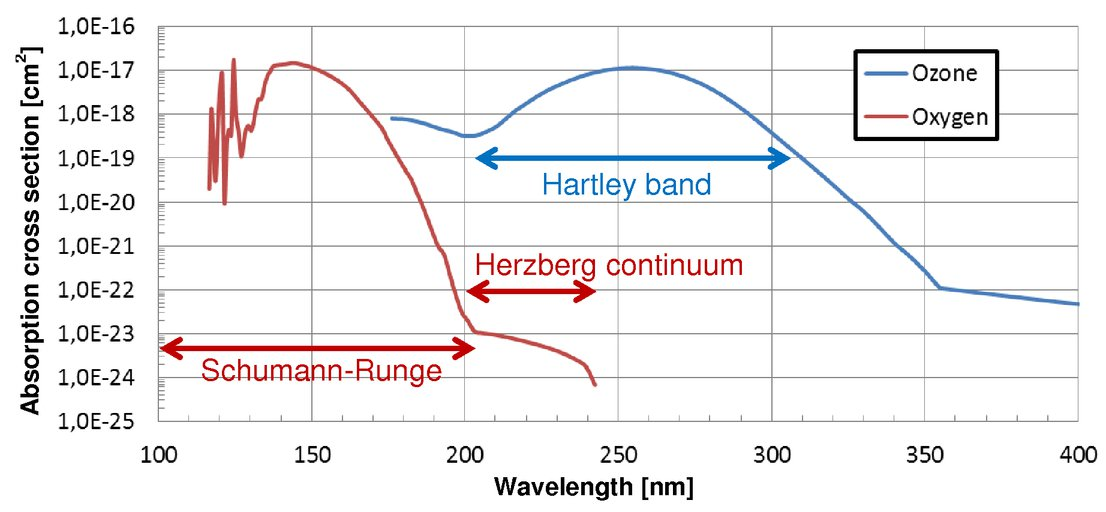 Absorption cross section [cm²]
1,0E-16
1,0E-17
1,0E-18
1,0E-19
1,0E-20
1,0E-21
1,0E-22
1,0E-23
1,0E-24
1,0E-25
Ozone
Oxygen
Hartley band
Herzberg continuum
Schumann-Runge
100 150 200 250 300 350 400
Wavelength [nm]